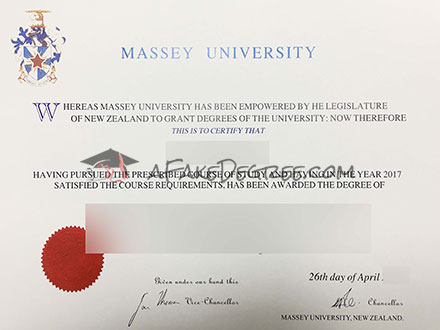 MASSEY UNIVERSITY
WHEREAS MASSEY UNIVERSITY HAS BEEN EMPOWERED BY HE LEGISLATURE
OF NEW ZEALAND TO GRANT DEGREES OF THE UNIVERSITY: NOW THEREFORE
THIS IS TO CERTIFY THAT
AFAKEDEGREE.COM
HAVING PURSUED THE PRESCRIBED COURSE OF STUDY AND HAVING IN THE YEAR 2017
SATISFIED THE COURSE REQUIREMENTS, HAS BEEN AWARDED THE DEGREE OF
Given under our hand this
26th day of April
Vice-Chancellor
Chancellor
MASSEY UNIVERSITY, NEW ZEALAND.